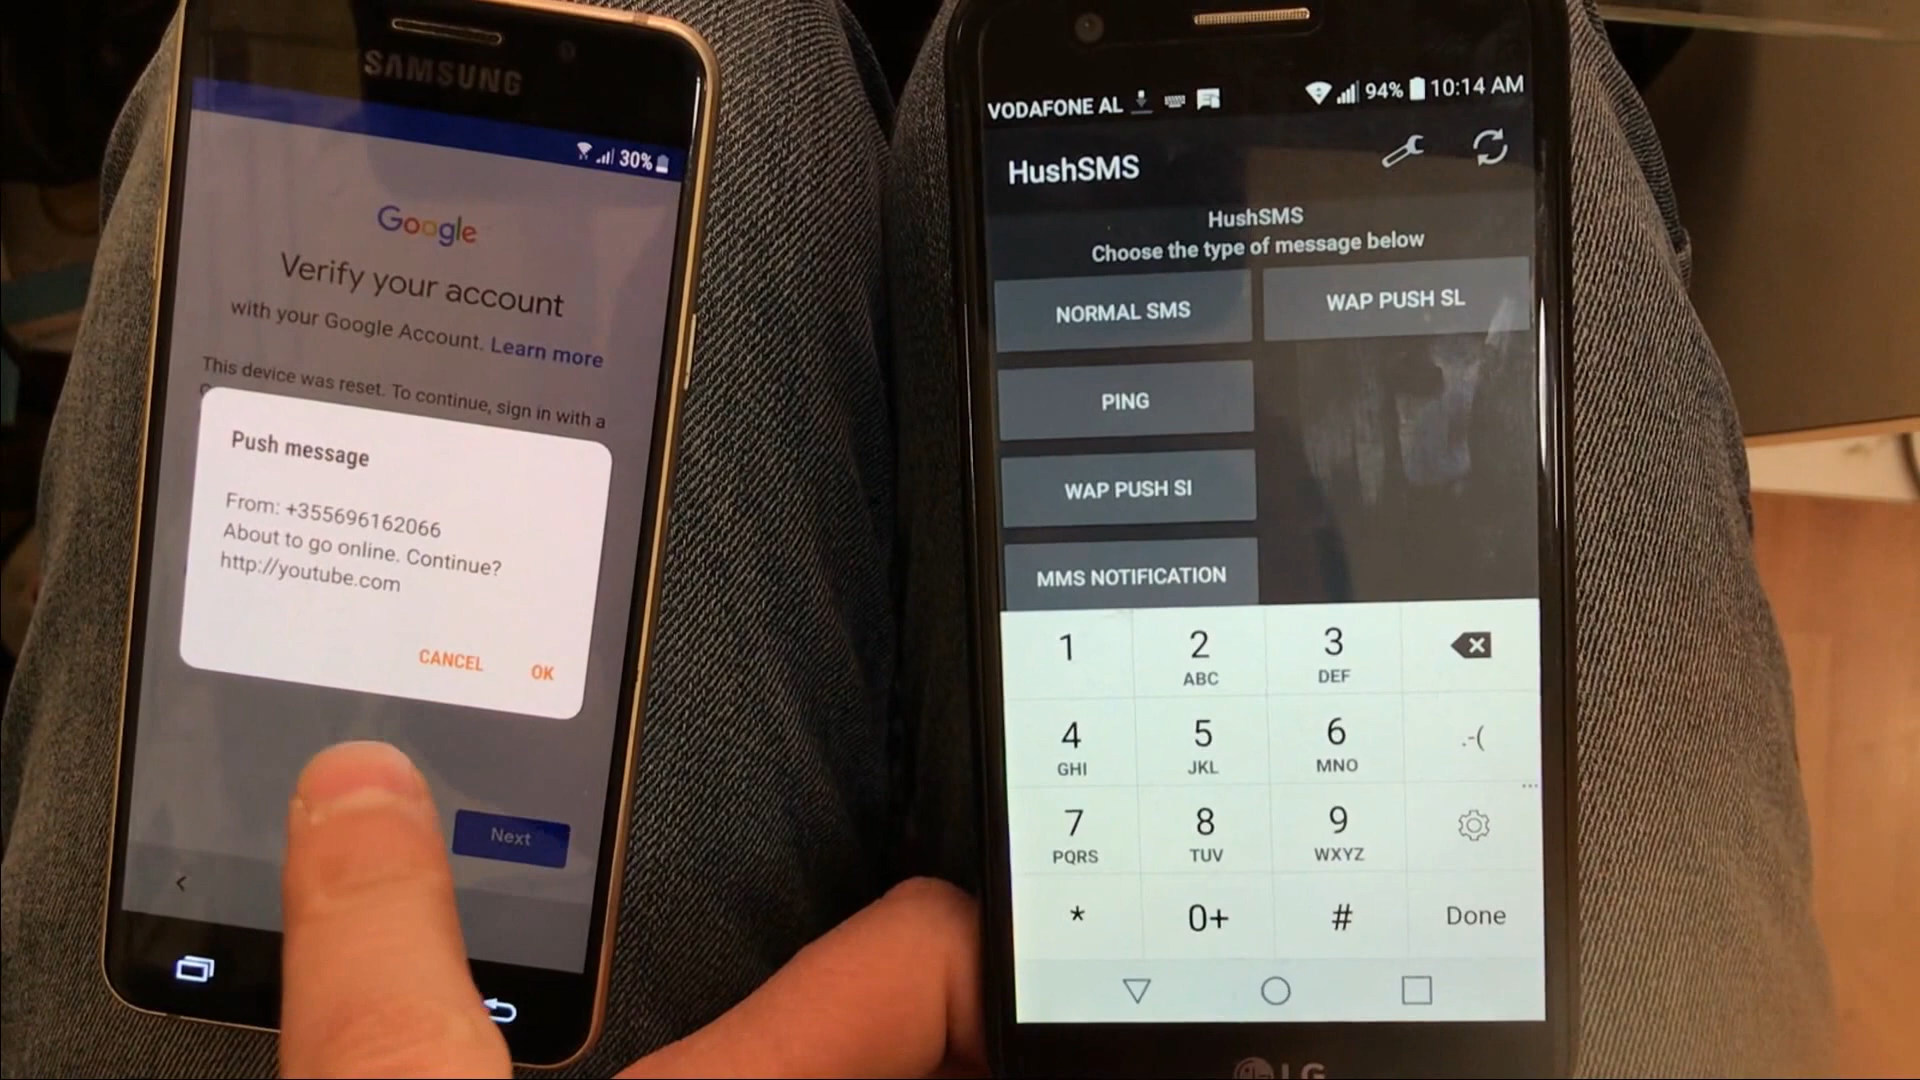 SAMSUNG
30%
Google
Verify your account
with your Google Account. Learn more
This device was reset. To continue, sign in with a
Push message
From: +355696162066
About to go online. Continue?
http://youtube.com
CANCEL OK
Next
VODAFONE AL 94% 10:14 AM
HushSMS
HushSMS
Choose the type of message below
NORMAL SMS WAP PUSH SL
PING
WAP PUSH SI
MMS NOTIFICATION
1 2 3
ABC DEF
4 5 6 .-(
GHI JKL MNO
7 8 9
PQRS TUV WXYZ
* 0+ # Done
LG